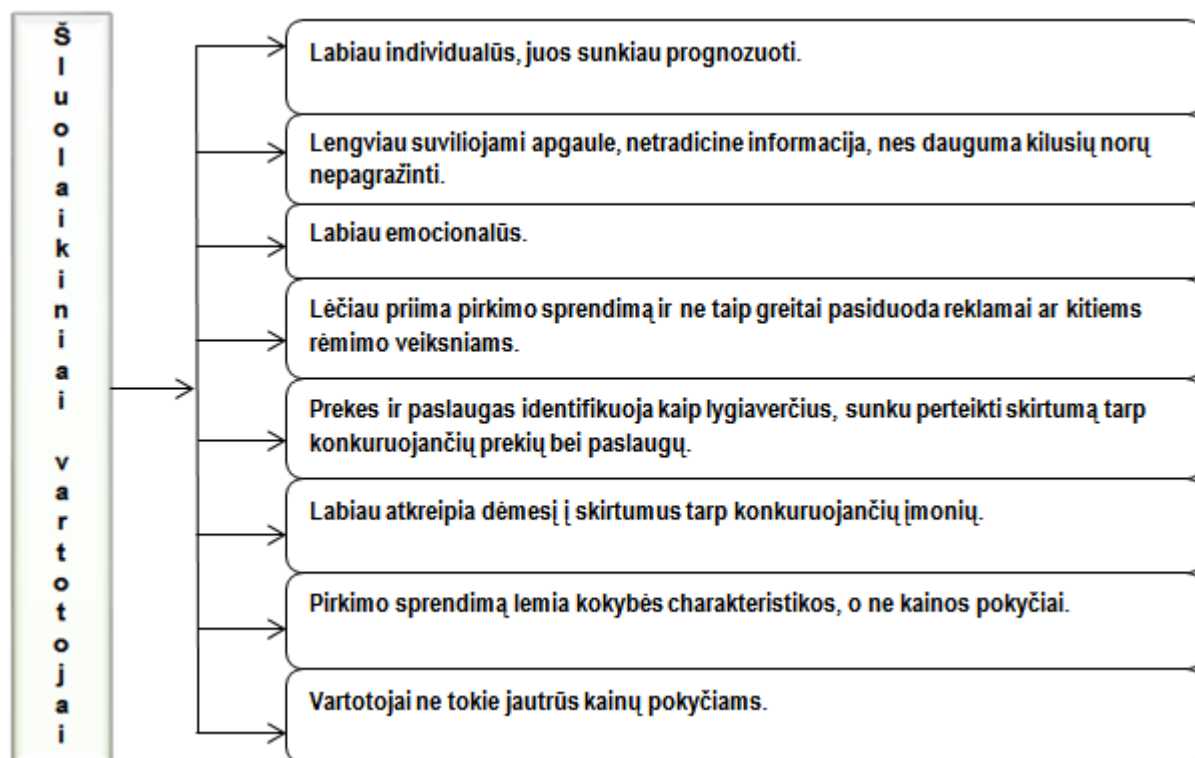 Šluolaikiniai vartotojai
Labiau individualūs, juos sunkiau prognozuoti.
Lengviau suviliojami apgaule, netradicine informacija, nes dauguma kilusių norų
nepagražinti.
Labiau emocionalūs.
Lėčiau priima pirkimo sprendimą ir ne taip greitai pasiduoda reklamai ar kitiems
rėmimo veiksniams.
Prekes ir paslaugas identifikuoja kaip lygiaverčius, sunku perteikti skirtumą tarp
konkuruojančių prekių bei paslaugų.
Labiau atkreipia dėmesį į skirtumus tarp konkuruojančių įmonių.
Pirkimo sprendimą lemia kokybės charakteristikos, o ne kainos pokyčiai.
Vartotojai ne tokie jautrūs kainų pokyčiams.